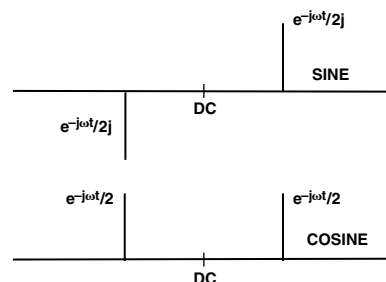 e–jωt/2j
SINE
DC
e–jωt/2j
e–jωt/2
e–jωt/2
COSINE
DC